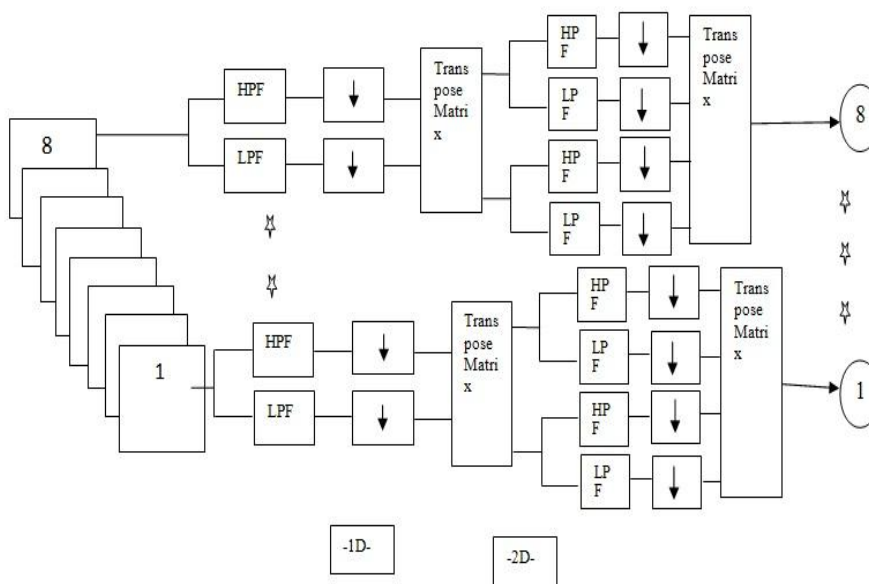 8
HPF
LPF
Trans
pose
Matri
x
HP
F
LP
F
HP
F
LP
F
Trans
pose
Matri
x
8
1
HPF
LPF
Trans
pose
Matri
x
HP
F
LP
F
HP
F
LP
F
Trans
pose
Matri
x
1
-1D-
-2D-